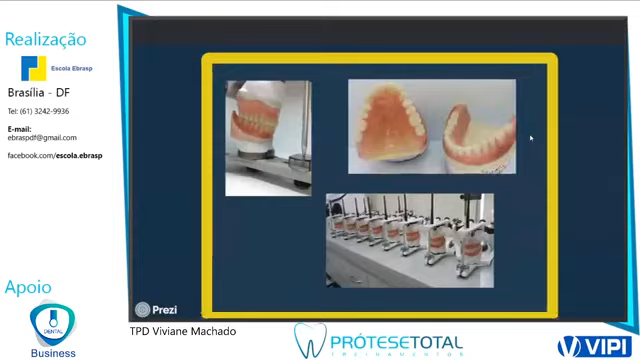 Realização
Escola Ebrasp
Brasília - DF
Tel: (61) 3242-9936
E-mail:
ebraspdf@gmail.com
facebook.com/escola.ebrasp
Apoio
DENTAL
Business
Prezi
TPD Viviane Machado
PRÓTESETOTAL
TREINAMENTOS
VIPI